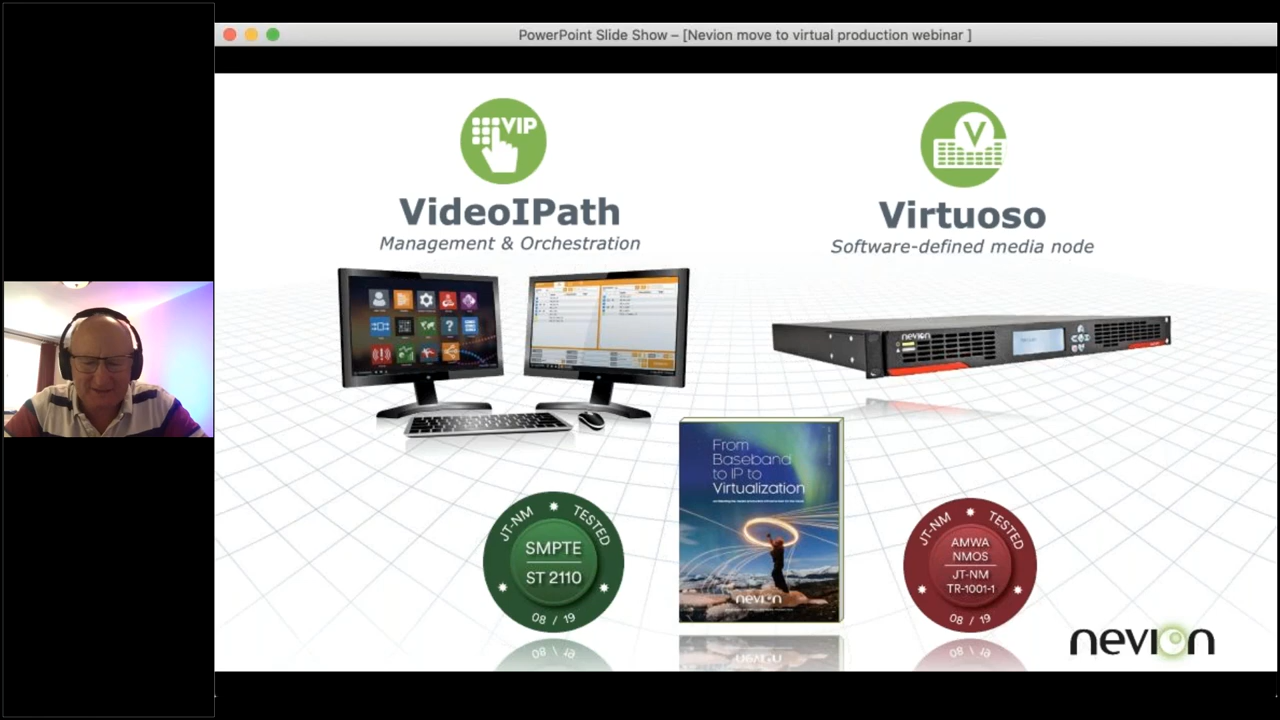 PowerPoint Slide Show – [Nevion move to virtual production webinar ]
VIP
V
VideoIPath
Virtuoso
Management & Orchestration
Software-defined media node
nevion
From
Baseband
to IP to
Virtualization
nevion
JT-NM TESTED
SMPTE
ST 2110
08 / 19
JT-NM TESTED
AMWA
NMOS
JT-NM
TR-1001-1
08 / 19
nevion